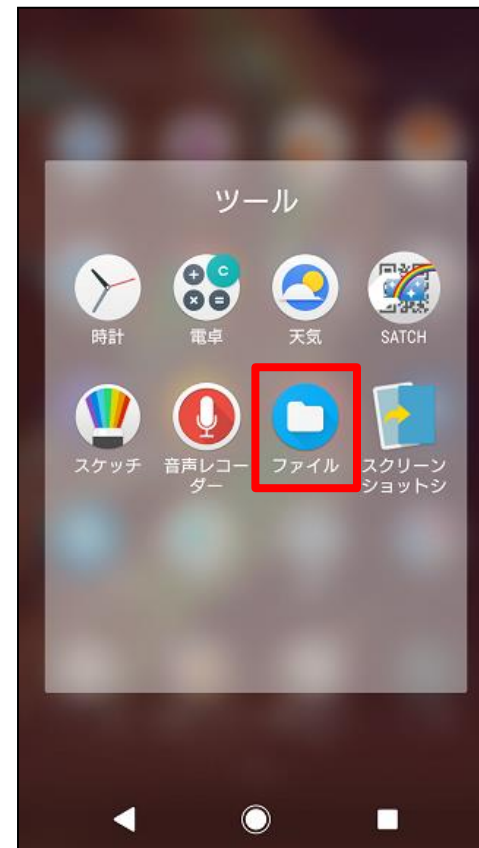 ツール
時計
電卓
天気
SATCH
スケッチ
音声レコー
ダー
ファイル
スクリーン
ショットシ